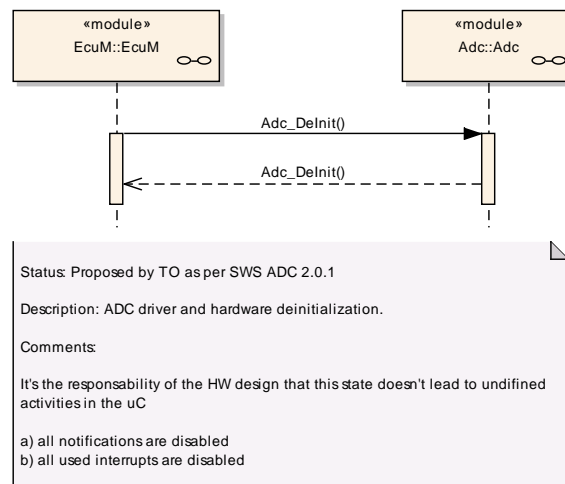 «module»
EcuM::EcuM
«module»
Adc::Adc
Adc_DeInit()
Adc_DeInit()
Status: Proposed by TO as per SWS ADC 2.0.1
Description: ADC driver and hardware deinitialization.
Comments:
It's the responsability of the HW design that this state doesn't lead to undifined
activities in the uC
a) all notifications are disabled
b) all used interrupts are disabled